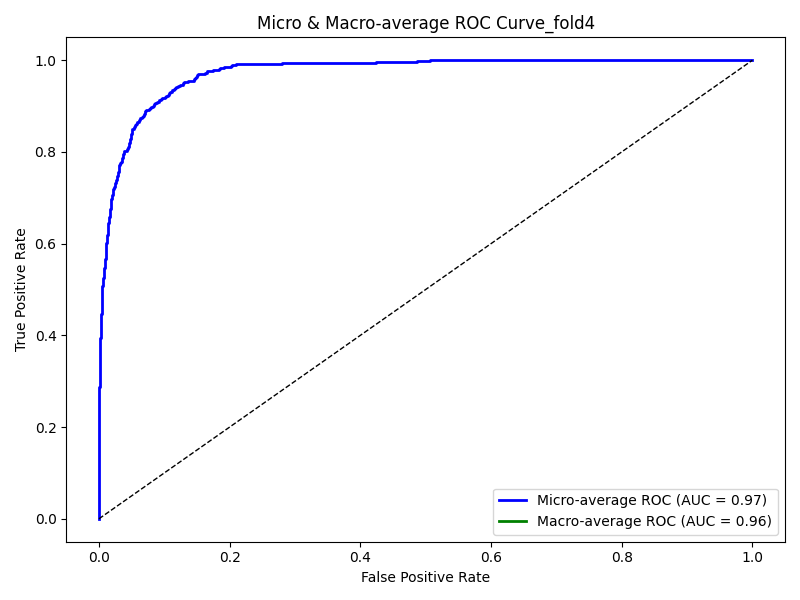 Micro & Macro-average ROC Curve_fold4
True Positive Rate
1.0
0.8
0.6
0.4
0.2
0.0
0.0 0.2 0.4 0.6 0.8 1.0
False Positive Rate
Micro-average ROC (AUC = 0.97)
Macro-average ROC (AUC = 0.96)